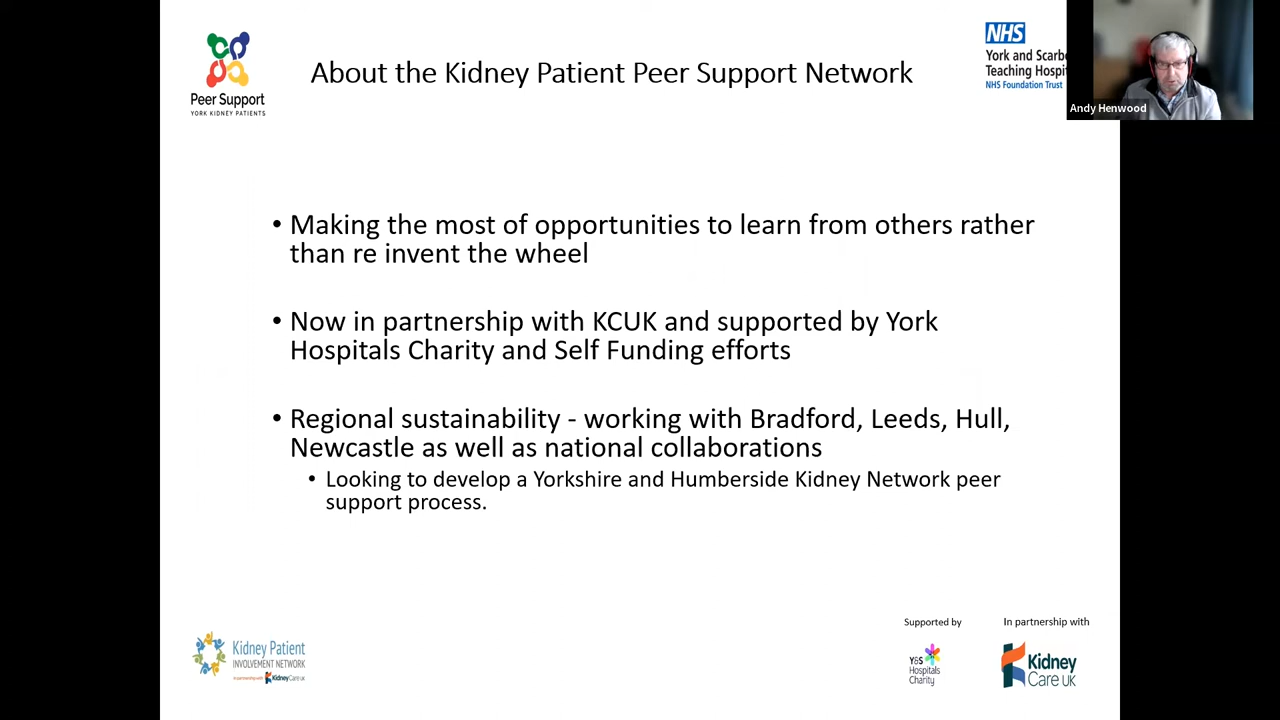 Peer Support
YORK KIDNEY PATIENTS
About the Kidney Patient Peer Support Network
NHS
York and Scarbo
Teaching Hospit
NHS Foundation Trust
Andy Henwood
• Making the most of opportunities to learn from others rather
than re invent the wheel
• Now in partnership with KCUK and supported by York
Hospitals Charity and Self Funding efforts
• Regional sustainability - working with Bradford, Leeds, Hull,
Newcastle as well as national collaborations
• Looking to develop a Yorkshire and Humberside Kidney Network peer
support process.
Kidney Patient
INVOLVEMENT NETWORK
in partnership with Kidney Care UK
Supported by
Y&S
Hospitals
Charity
In partnership with
Kidney
Care UK